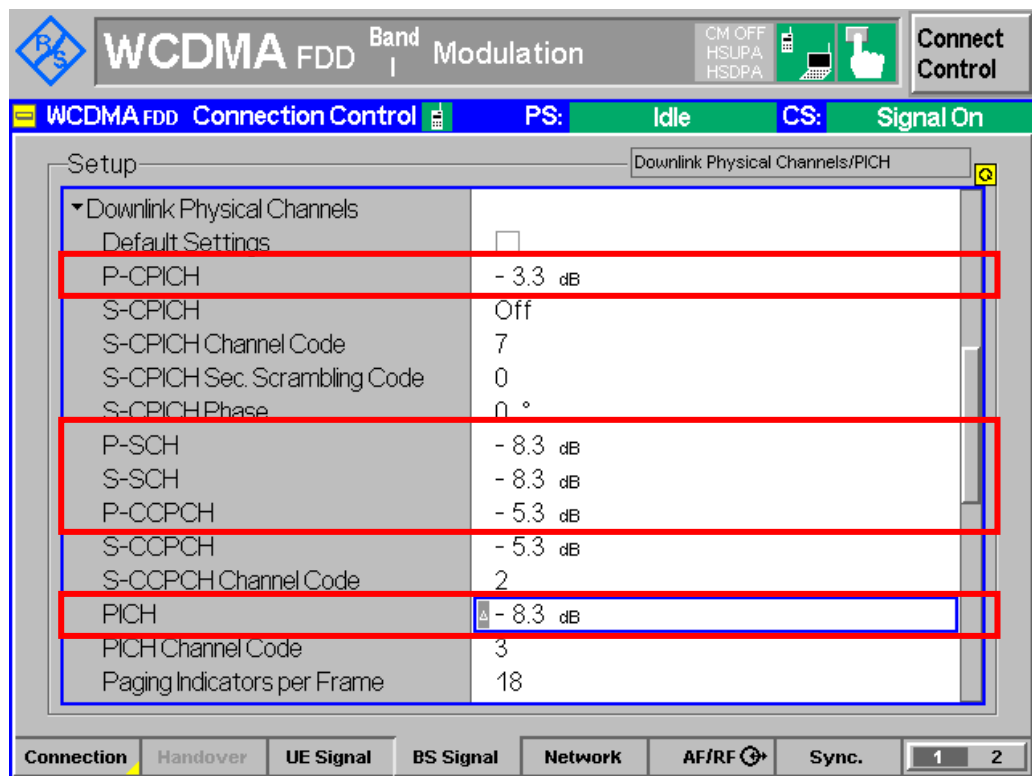 R&S WCDMA FDD Band I Modulation CM OFF HSUPA HSDPA Connect Control
WCDMA FDD Connection Control PS: Idle CS: Signal On
Setup Downlink Physical Channels/PICH
Downlink Physical Channels
Default Settings
P-CPICH - 3.3 dB
S-CPICH Off
S-CPICH Channel Code 7
S-CPICH Sec. Scrambling Code 0
S-CPICH Phase 0 °
P-SCH - 8.3 dB
S-SCH - 8.3 dB
P-CCPCH - 5.3 dB
S-CCPCH - 5.3 dB
S-CCPCH Channel Code 2
PICH - 8.3 dB
PICH Channel Code 3
Paging Indicators per Frame 18
Connection Handover UE Signal BS Signal Network AF/RF Sync. 1 2